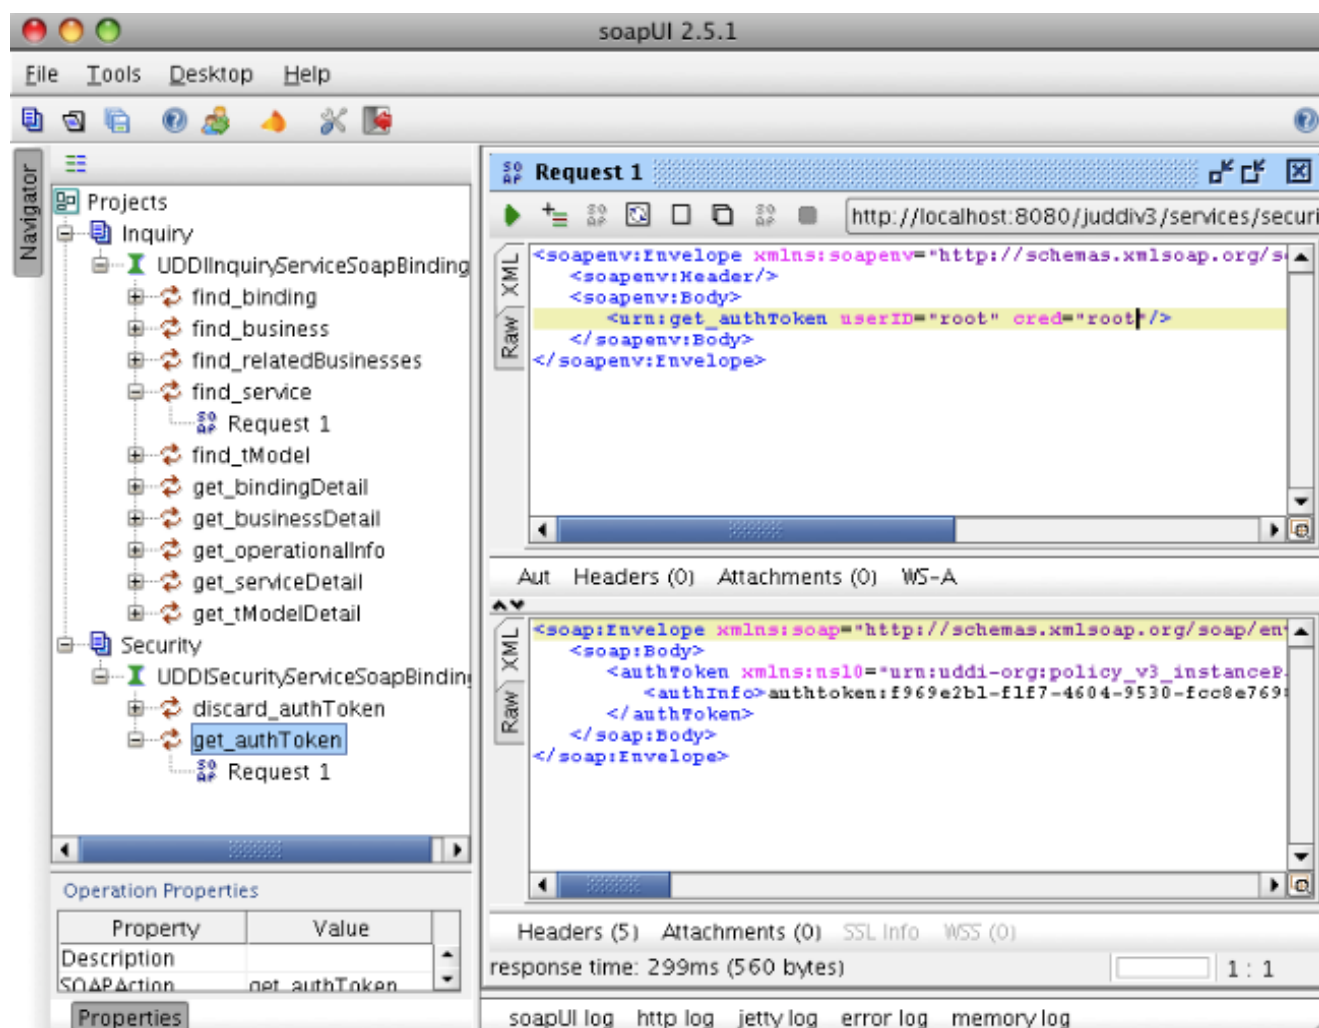 soapUI 2.5.1
File Tools Desktop Help
Navigator
Projects
Inquiry
UDDIInquiryServiceSoapBinding
find_binding
find_business
find_relatedBusinesses
find_service
Request 1
find_tModel
get_bindingDetail
get_businessDetail
get_operationalInfo
get_serviceDetail
get_tModelDetail
Security
UDDISecurityServiceSoapBinding
discard_authToken
get_authToken
Request 1
Operation Properties
Property Value
Description
SOAPAction get_authToken
Properties
Request 1
http://localhost:8080/juddiv3/services/securi
XML
Raw
<soapenv:Envelope xmlns:soapenv="http://schemas.xmlsoap.org/s
<soapenv:Header/>
<soapenv:Body>
<urn:get_authToken userID="root" cred="root"/>
</soapenv:Body>
</soapenv:Envelope>
Aut Headers (0) Attachments (0) WS-A
XML
Raw
<soap:Envelope xmlns:soap="http://schemas.xmlsoap.org/soap/en
<soap:Body>
<authToken xmlns:ns10="urn:uddi-org:policy_v3_instanceP
<authInfo>authtoken:f969e2b1-f1f7-4604-9530-fcc8e769
</authToken>
</soap:Body>
</soap:Envelope>
Headers (5) Attachments (0) SSL Info WSS (0)
response time: 299ms (560 bytes)
1 : 1
soapUI log http log jetty log error log memory log